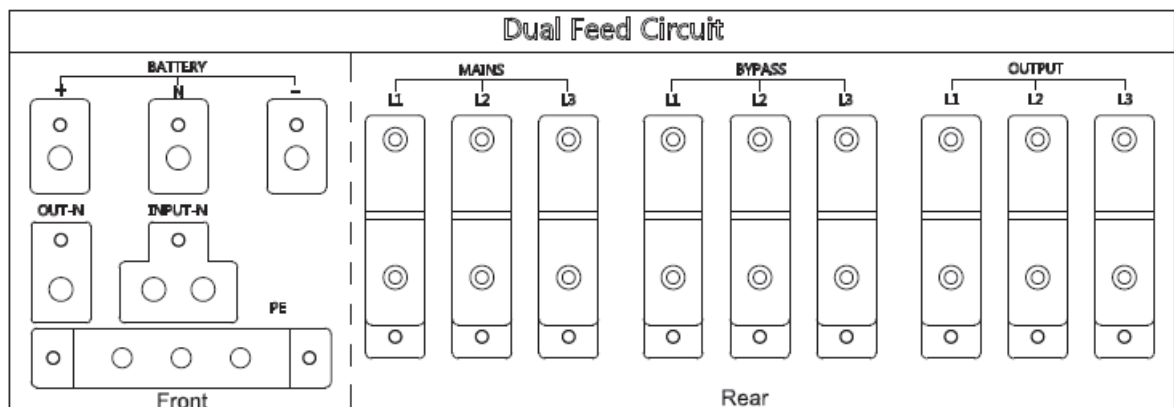 Dual Feed Circuit
BATTERY
+ N -
OUT-N INPUT-N
PE
Front
MAINS BYPASS OUTPUT
L1 L2 L3 L1 L2 L3 L1 L2 L3
Rear